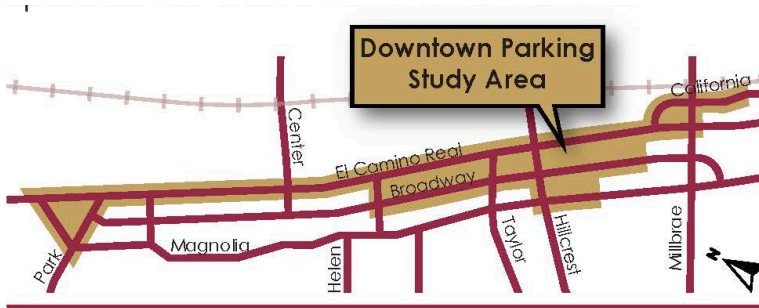 Downtown Parking
Study Area
California
Center
El Camino Real
Broadway
Magnolia
Park
Helen
Taylor
Hillcrest
Millbrae
N